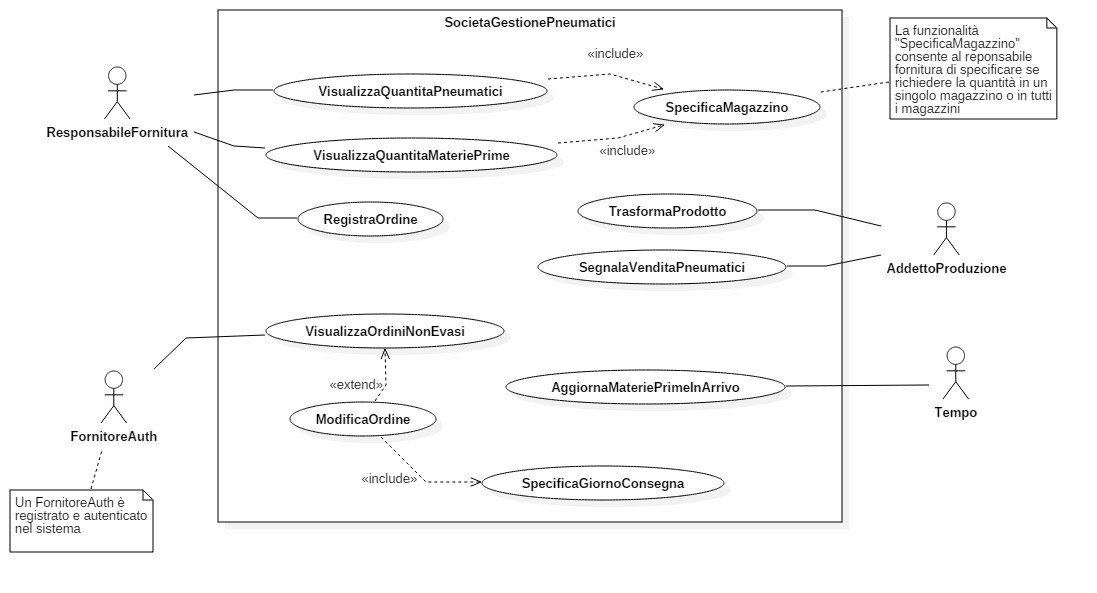 SocietaGestionePneumatici
La funzionalità
"SpecificaMagazzino"
consente al reponsabile
fornitura di specificare se
richiedere la quantità in un
singolo magazzino o in tutti
i magazzini
«include»
VisualizzaQuantitaPneumatici
SpecificaMagazzino
ResponsabileFornitura
VisualizzaQuantitaMateriePrime
«include»
RegistraOrdine
TrasformaProdotto
SegnalaVenditaPneumatici
AddettoProduzione
VisualizzaOrdiniNonEvasi
«extend»
AggiornaMateriePrimeInArrivo
Tempo
ModificaOrdine
FornitoreAuth
«include»
SpecificaGiornoConsegna
Un FornitoreAuth è
registrato e autenticato
nel sistema